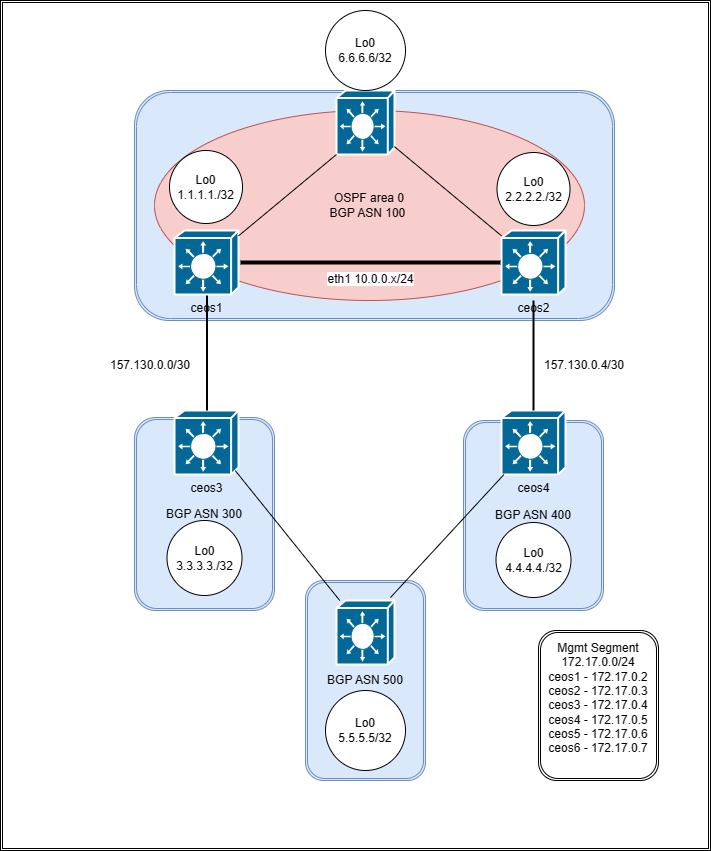 Lo0
6.6.6.6/32
Lo0
1.1.1.1./32
Lo0
2.2.2.2./32
OSPF area 0
BGP ASN 100
eth1 10.0.0.x/24
ceos1
ceos2
157.130.0.0/30
157.130.0.4/30
ceos3
ceos4
BGP ASN 300
BGP ASN 400
Lo0
3.3.3.3./32
Lo0
4.4.4.4./32
BGP ASN 500
Lo0
5.5.5.5/32
Mgmt Segment
172.17.0.0/24
ceos1 - 172.17.0.2
ceos2 - 172.17.0.3
ceos3 - 172.17.0.4
ceos4 - 172.17.0.5
ceos5 - 172.17.0.6
ceos6 - 172.17.0.7